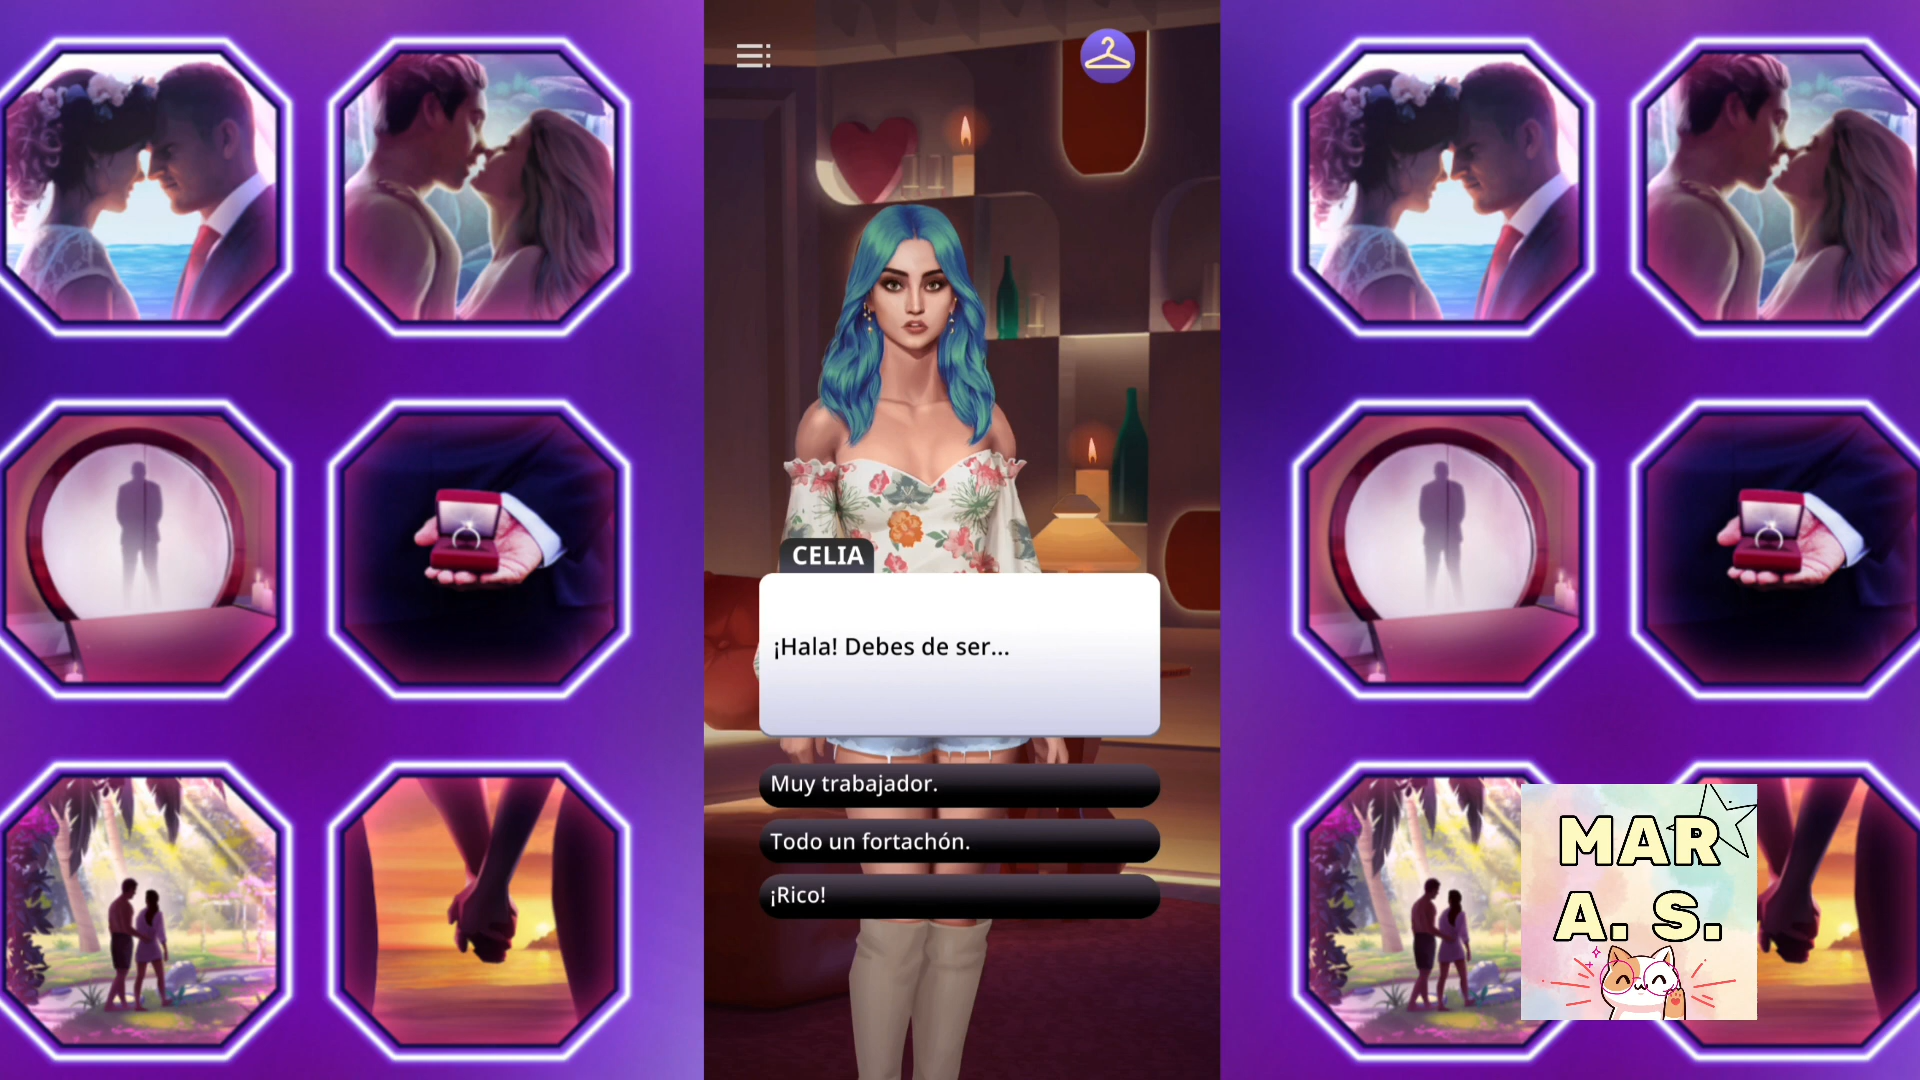 CELIA
¡Hala! Debes de ser...
Muy trabajador.
Todo un fortachón.
¡Rico!
MAR
A. S.